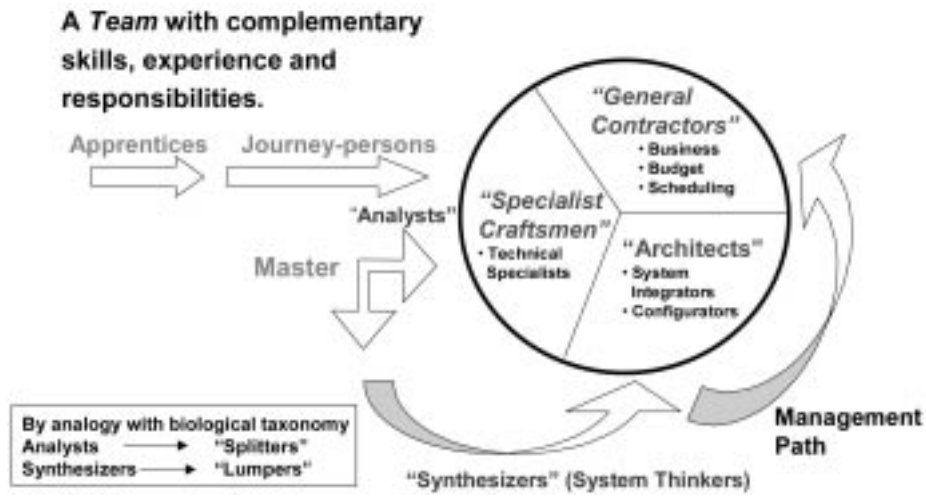 A Team with complementary
skills, experience and
responsibilities.
Apprentices
Journey-persons
"Analysts"
Master
"General
Contractors"
• Business
• Budget
• Scheduling
"Specialist
Craftsmen"
• Technical
Specialists
"Architects"
• System
Integrators
• Configurators
Management
Path
"Synthesizers" (System Thinkers)
By analogy with biological taxonomy
Analysts "Splitters"
Synthesizers "Lumpers"